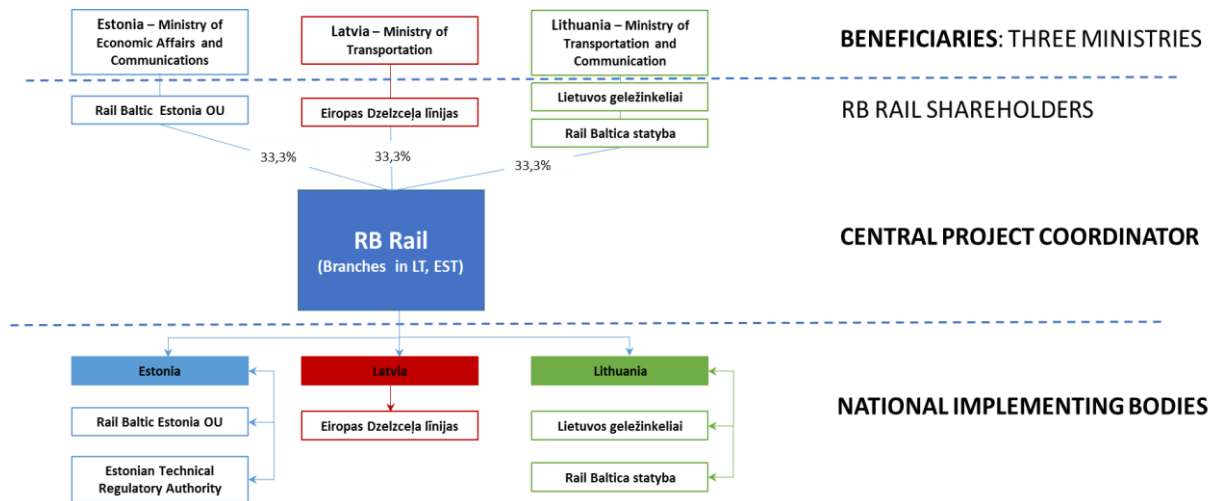 Estonia – Ministry of
Economic Affairs and
Communications
Latvia – Ministry of
Transportation
Lithuania – Ministry of
Transportation and
Communication
BENEFICIARIES: THREE MINISTRIES
Rail Baltic Estonia OU
Eiropas Dzelzceļa līnijas
Lietuvos geležinkeliai
Rail Baltica statyba
RB RAIL SHAREHOLDERS
33,3%
33,3%
33,3%
RB Rail
(Branches in LT, EST)
CENTRAL PROJECT COORDINATOR
Estonia
Latvia
Lithuania
Rail Baltic Estonia OU
Eiropas Dzelzceļa līnijas
Lietuvos geležinkeliai
NATIONAL IMPLEMENTING BODIES
Estonian Technical
Regulatory Authority
Rail Baltica statyba